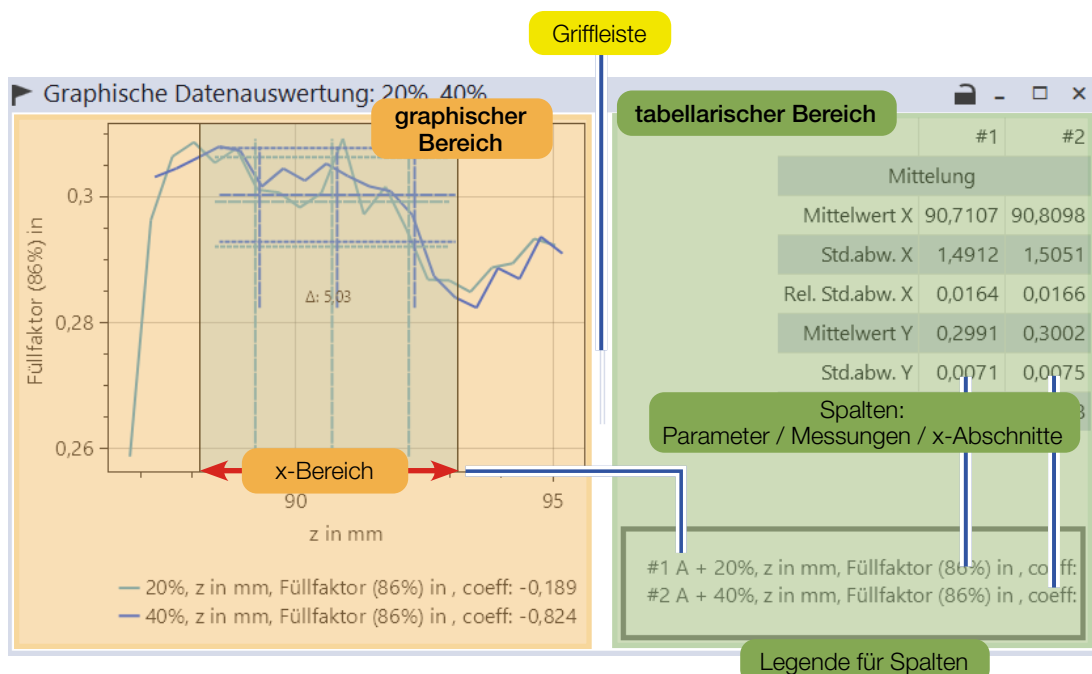 Griffleiste
Graphische Datenauswertung: 20%, 40%
graphischer
Bereich
tabellarischer Bereich
#1 #2
Mittelung
Mittelwert X 90,7107 90,8098
Std.abw. X 1,4912 1,5051
Rel. Std.abw. X 0,0164 0,0166
Mittelwert Y 0,2991 0,3002
Std.abw. Y 0,0071 0,0075
Spalten:
Parameter / Messungen / x-Abschnitte
Füllfaktor (86%) in
0,3
0,28
0,26
Δ: 5,03
x-Bereich
90 95
z in mm
20%, z in mm, Füllfaktor (86%) in , coeff: -0,189
40%, z in mm, Füllfaktor (86%) in , coeff: -0,824
#1 A + 20%, z in mm, Füllfaktor (86%) in , coeff:
#2 A + 40%, z in mm, Füllfaktor (86%) in , coeff:
Legende für Spalten